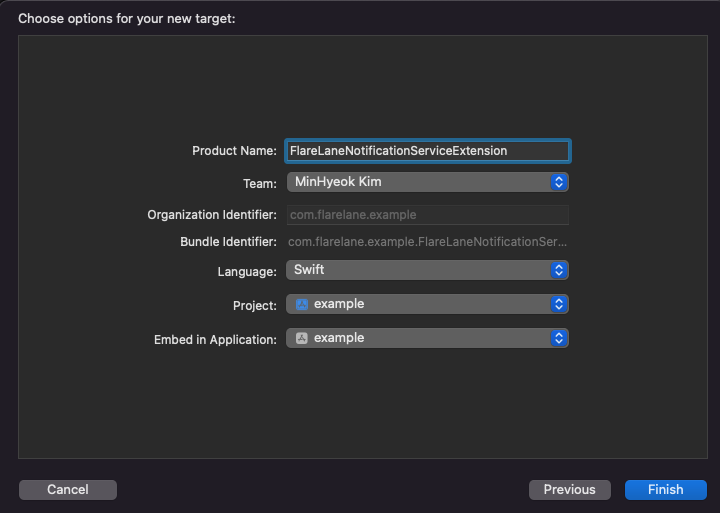 Choose options for your new target:
Product Name: FlareLaneNotificationServiceExtension
Team: MinHyeok Kim
Organization Identifier: com.flarelane.example
Bundle Identifier: com.flarelane.example.FlareLaneNotificationSer...
Language: Swift
Project: example
Embed in Application: example
Cancel Previous Finish